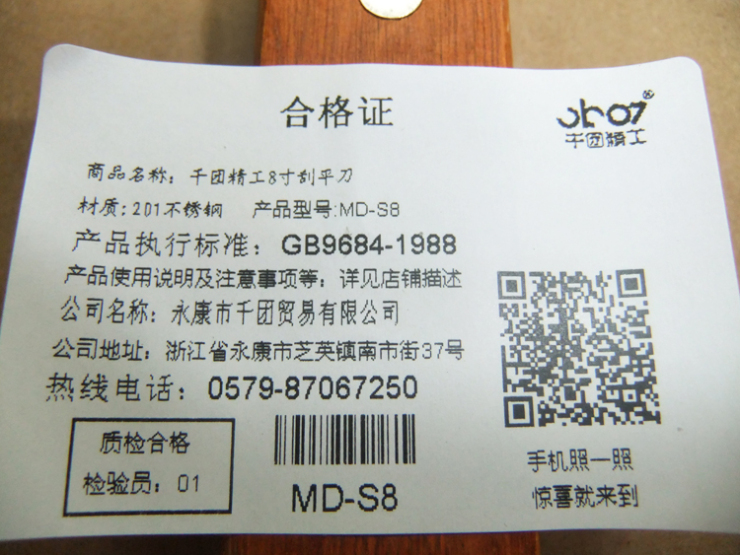 合格证
千团精工
商品名称：千团精工8寸刮平刀
材质：201不锈钢 产品型号:MD-S8
产品执行标准：GB9684-1988
产品使用说明及注意事项等：详见店铺描述
公司名称：永康市千团贸易有限公司
公司地址：浙江省永康市芝英镇南市街37号
热线电话：0579-87067250
质检合格
检验员：01
MD-S8
手机照一照
惊喜就来到